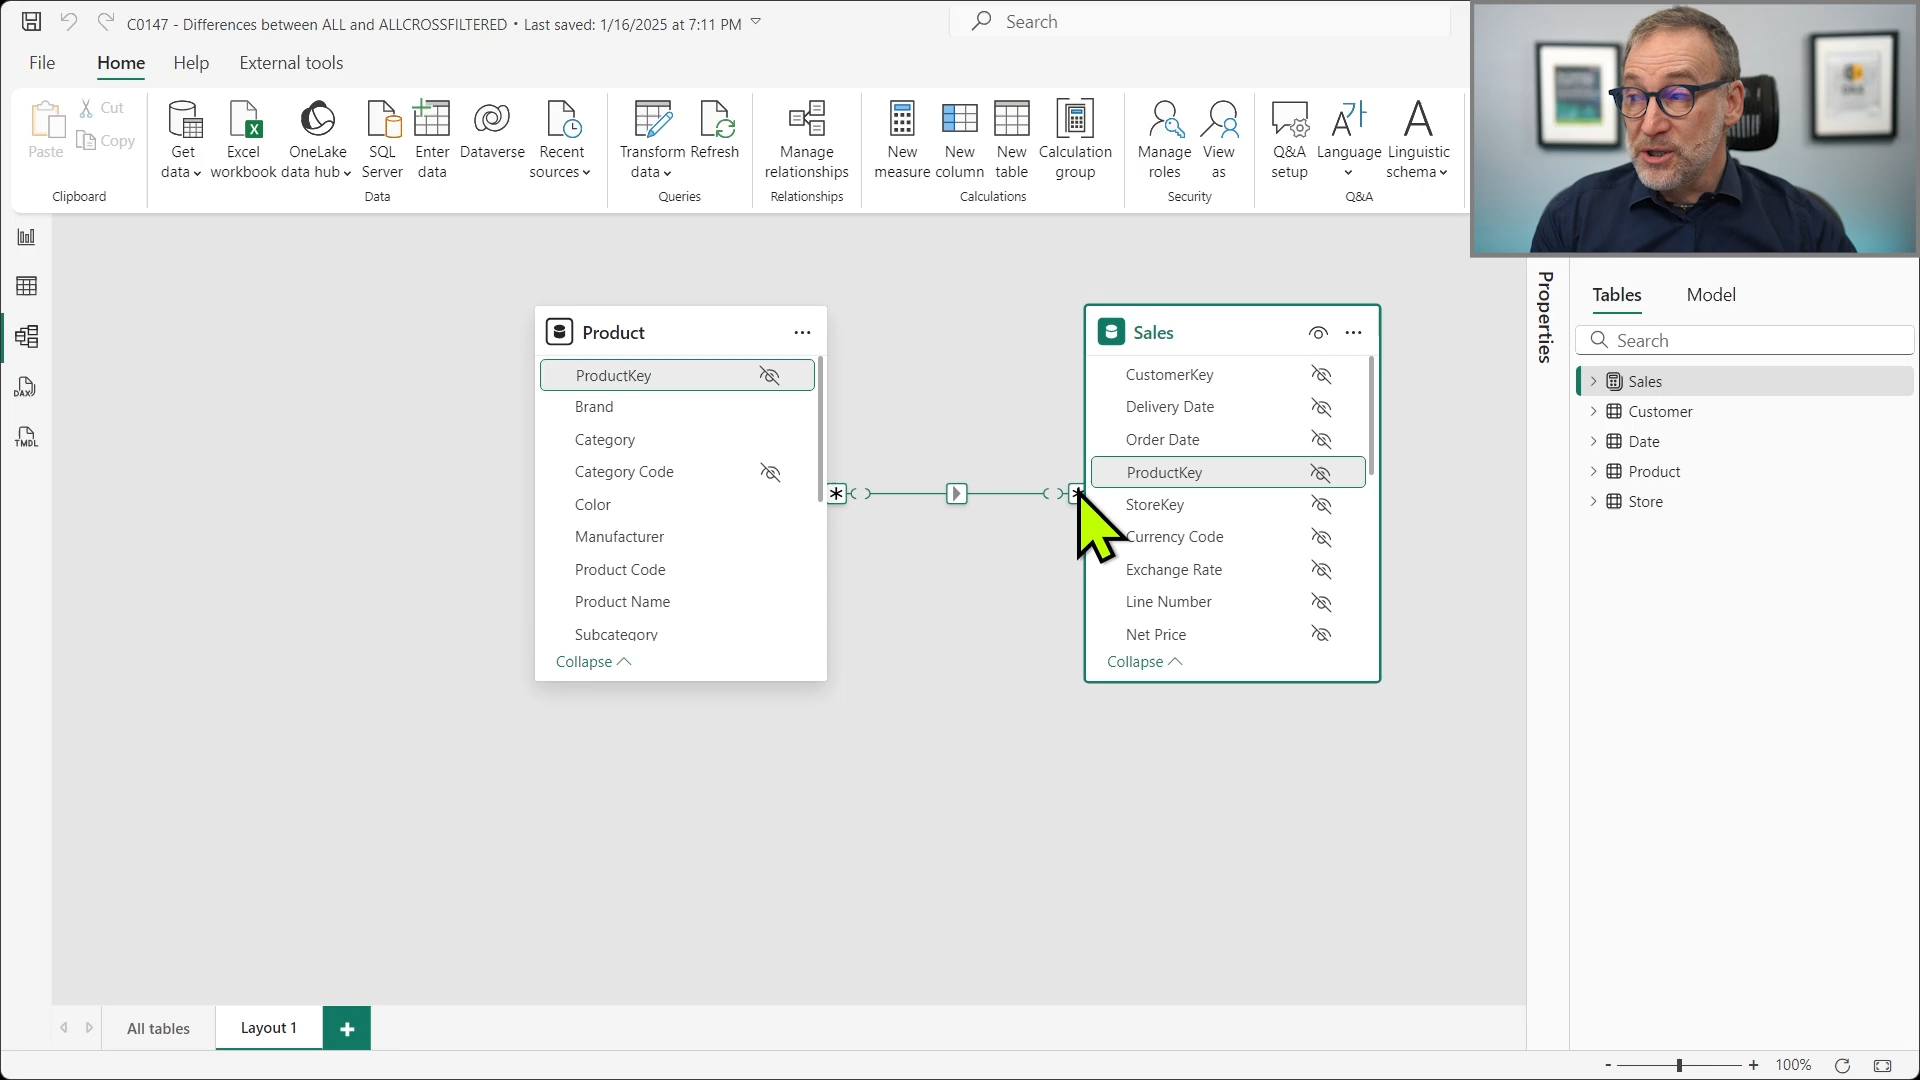 C0147 - Differences between ALL and ALLCROSSFILTERED • Last saved: 1/16/2025 at 7:11 PM
Search
File
Home
Help
External tools
Paste
Cut
Copy
Clipboard
Get data
Excel workbook
OneLake data hub
SQL Server
Enter data
Dataverse
Recent sources
Data
Transform data
Refresh
Queries
Manage relationships
Relationships
New measure
New column
New table
Calculation group
Calculations
Manage roles
View as
Security
Q&A setup
Language
Linguistic schema
Q&A
DAX
TMDL
Product
ProductKey
Brand
Category
Category Code
Color
Manufacturer
Product Code
Product Name
Subcategory
Collapse
Sales
CustomerKey
Delivery Date
Order Date
ProductKey
StoreKey
Currency Code
Exchange Rate
Line Number
Net Price
Collapse
Properties
Tables
Model
Search
Sales
Customer
Date
Product
Store
All tables
Layout 1
100%